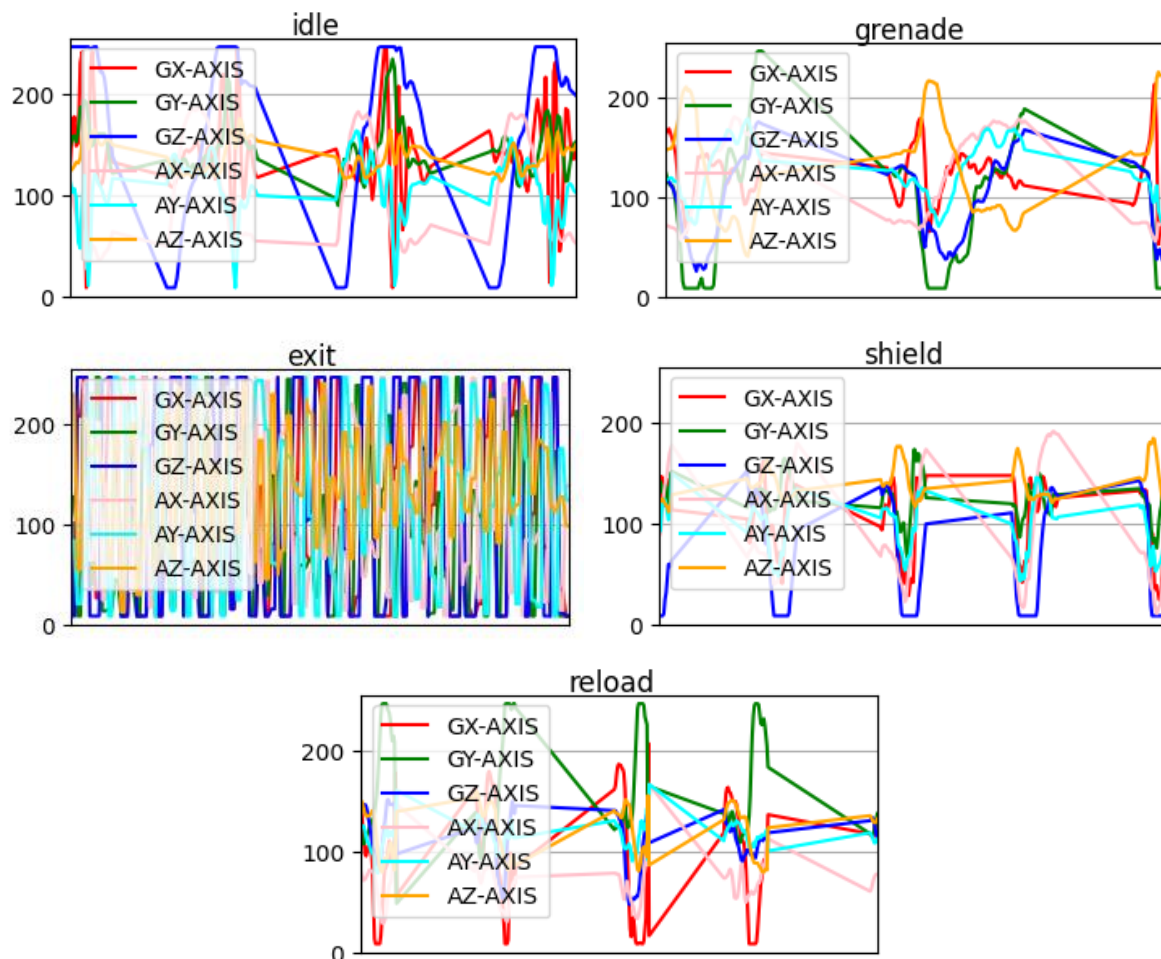 idle
200
100
0
GX-AXIS
GY-AXIS
GZ-AXIS
AX-AXIS
AY-AXIS
AZ-AXIS
grenade
200
100
0
GX-AXIS
GY-AXIS
GZ-AXIS
AX-AXIS
AY-AXIS
AZ-AXIS
exit
200
100
0
GX-AXIS
GY-AXIS
GZ-AXIS
AX-AXIS
AY-AXIS
AZ-AXIS
shield
200
100
0
GX-AXIS
GY-AXIS
GZ-AXIS
AX-AXIS
AY-AXIS
AZ-AXIS
reload
200
100
0
GX-AXIS
GY-AXIS
GZ-AXIS
AX-AXIS
AY-AXIS
AZ-AXIS